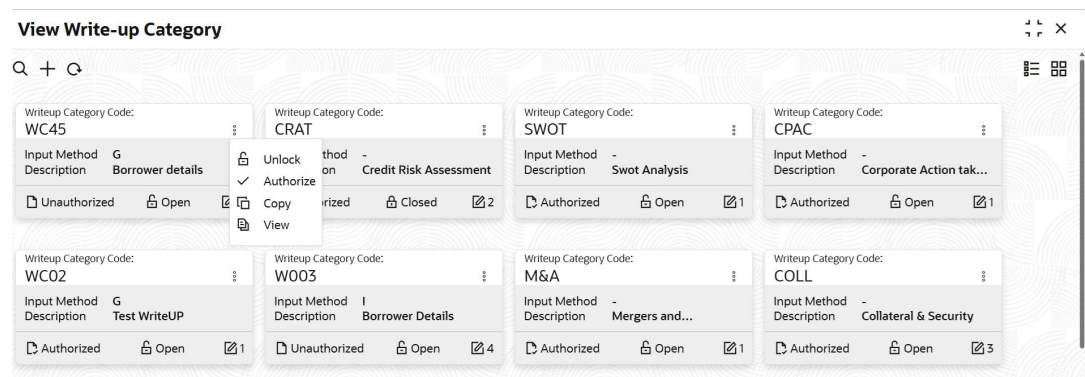 View Write-up Category
Writeup Category Code: Writeup Category Code: Writeup Category Code: Writeup Category Code:
WC45 CRAT SWOT CPAC
Input Method G thod - Input Method - Input Method -
Description Borrower details on Credit Risk Assessment Description Swot Analysis Description Corporate Action tak...
Unauthorized Open rized Closed 2 Authorized Open 1 Authorized Open 1
Unlock
Authorize
Copy
View
Writeup Category Code: Writeup Category Code: Writeup Category Code: Writeup Category Code:
WC02 W003 M&A COLL
Input Method G Input Method I Input Method - Input Method -
Description Test WriteUP Description Borrower Details Description Mergers and... Description Collateral & Security
Authorized Open 1 Unauthorized Open 4 Authorized Open 1 Authorized Open 3